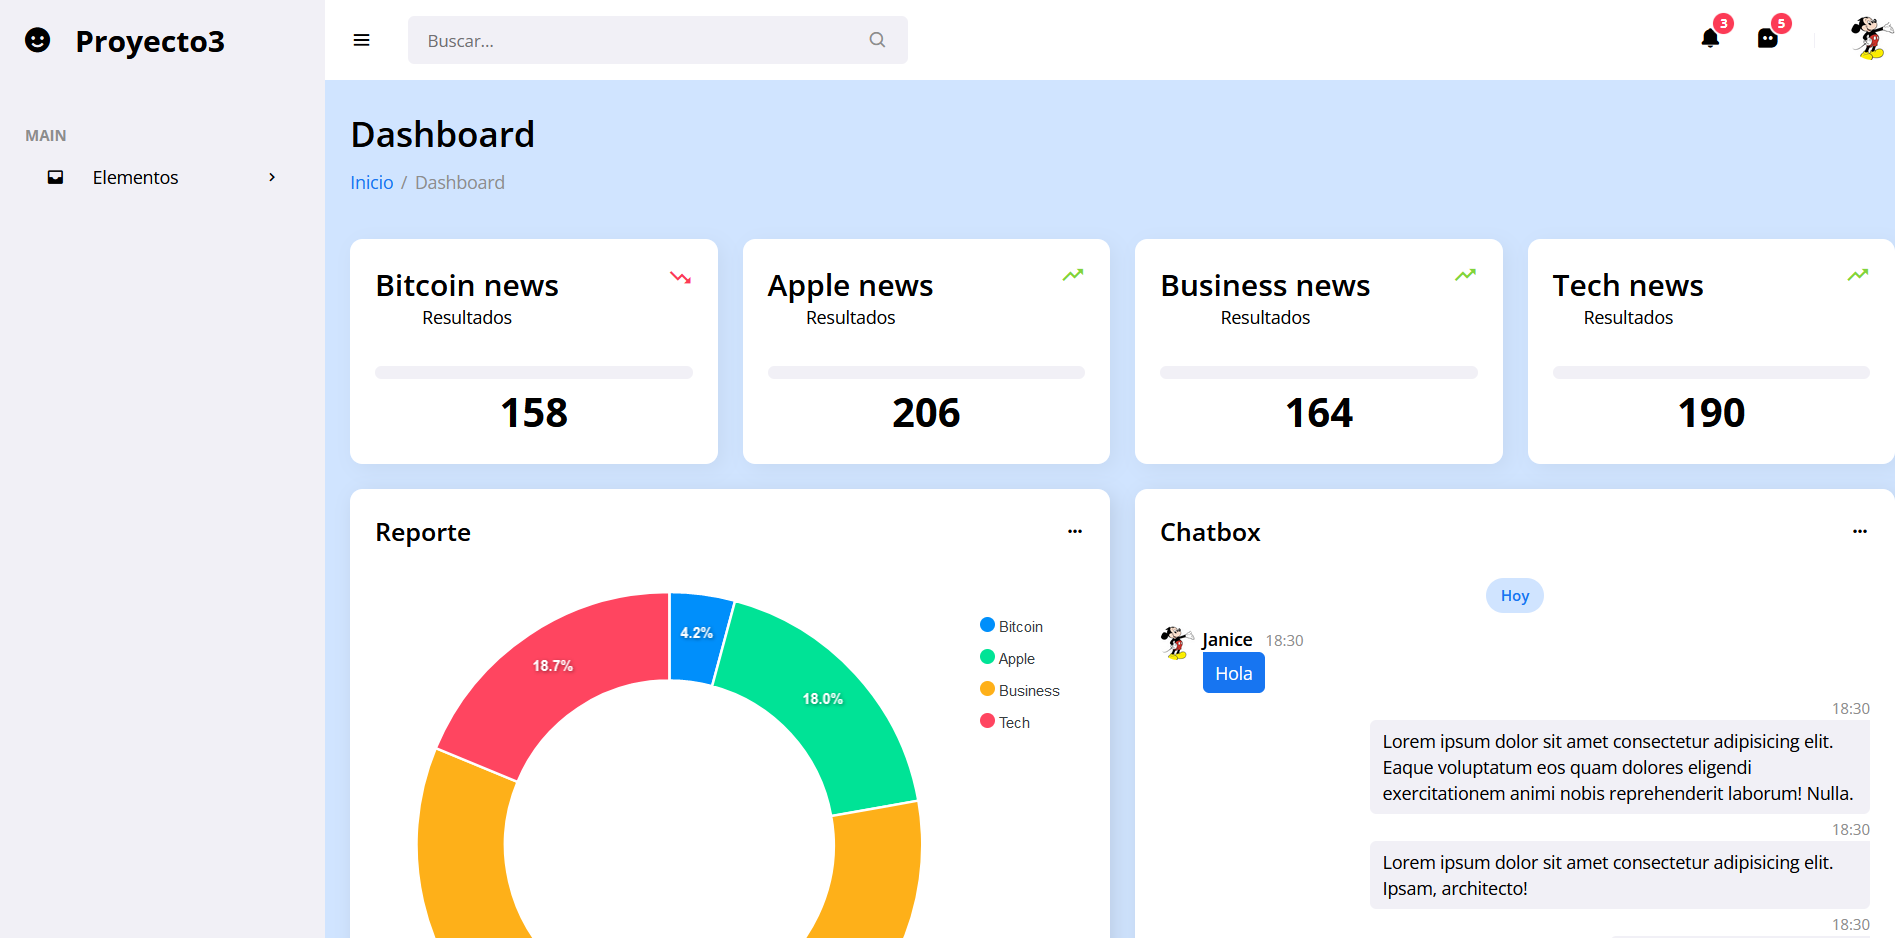 Proyecto3
Buscar...
3
5
MAIN
Elementos
Dashboard
Inicio / Dashboard
Bitcoin news
Resultados
158
Apple news
Resultados
206
Business news
Resultados
164
Tech news
Resultados
190
Reporte
4.2%
18.7%
18.0%
Bitcoin
Apple
Business
Tech
Chatbox
Hoy
Janice 18:30
Hola
18:30
Lorem ipsum dolor sit amet consectetur adipisicing elit.
Eaque voluptatum eos quam dolores eligendi
exercitationem animi nobis reprehenderit laborum! Nulla.
18:30
Lorem ipsum dolor sit amet consectetur adipisicing elit.
Ipsam, architecto!
18:30